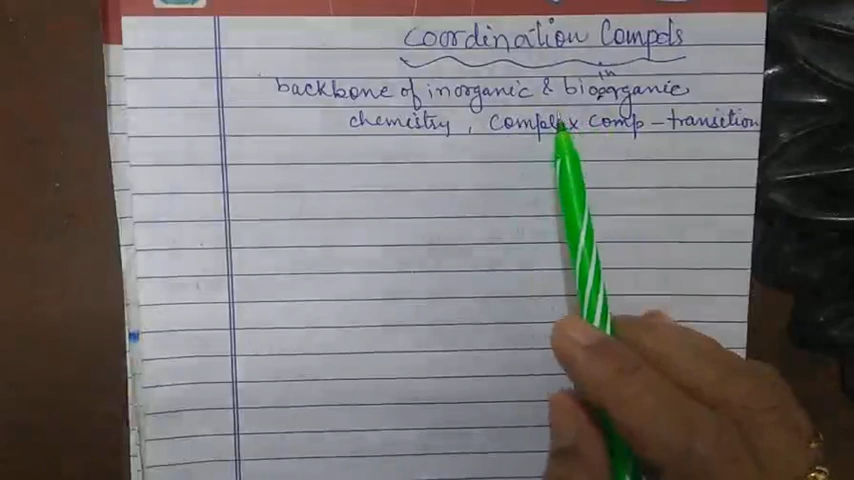 Coordination Compds
backbone of inorganic & bioinorganic
chemistry, complex comp - transition